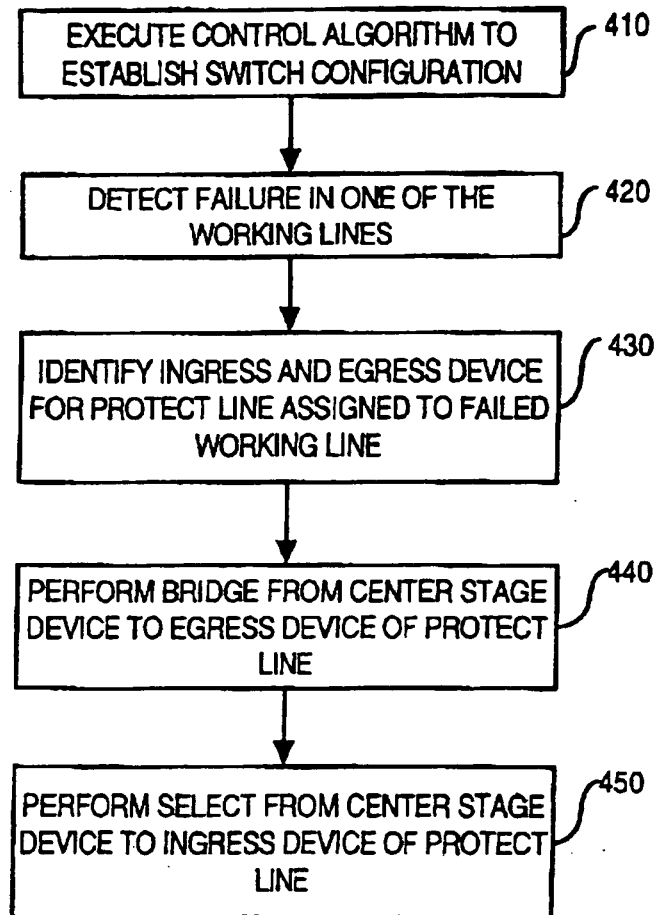 EXECUTE CONTROL ALGORITHM TO
ESTABLISH SWITCH CONFIGURATION
410
DETECT FAILURE IN ONE OF THE
WORKING LINES
420
IDENTIFY INGRESS AND EGRESS DEVICE
FOR PROTECT LINE ASSIGNED TO FAILED
WORKING LINE
430
PERFORM BRIDGE FROM CENTER STAGE
DEVICE TO EGRESS DEVICE OF PROTECT
LINE
440
PERFORM SELECT FROM CENTER STAGE
DEVICE TO INGRESS DEVICE OF PROTECT
LINE
450